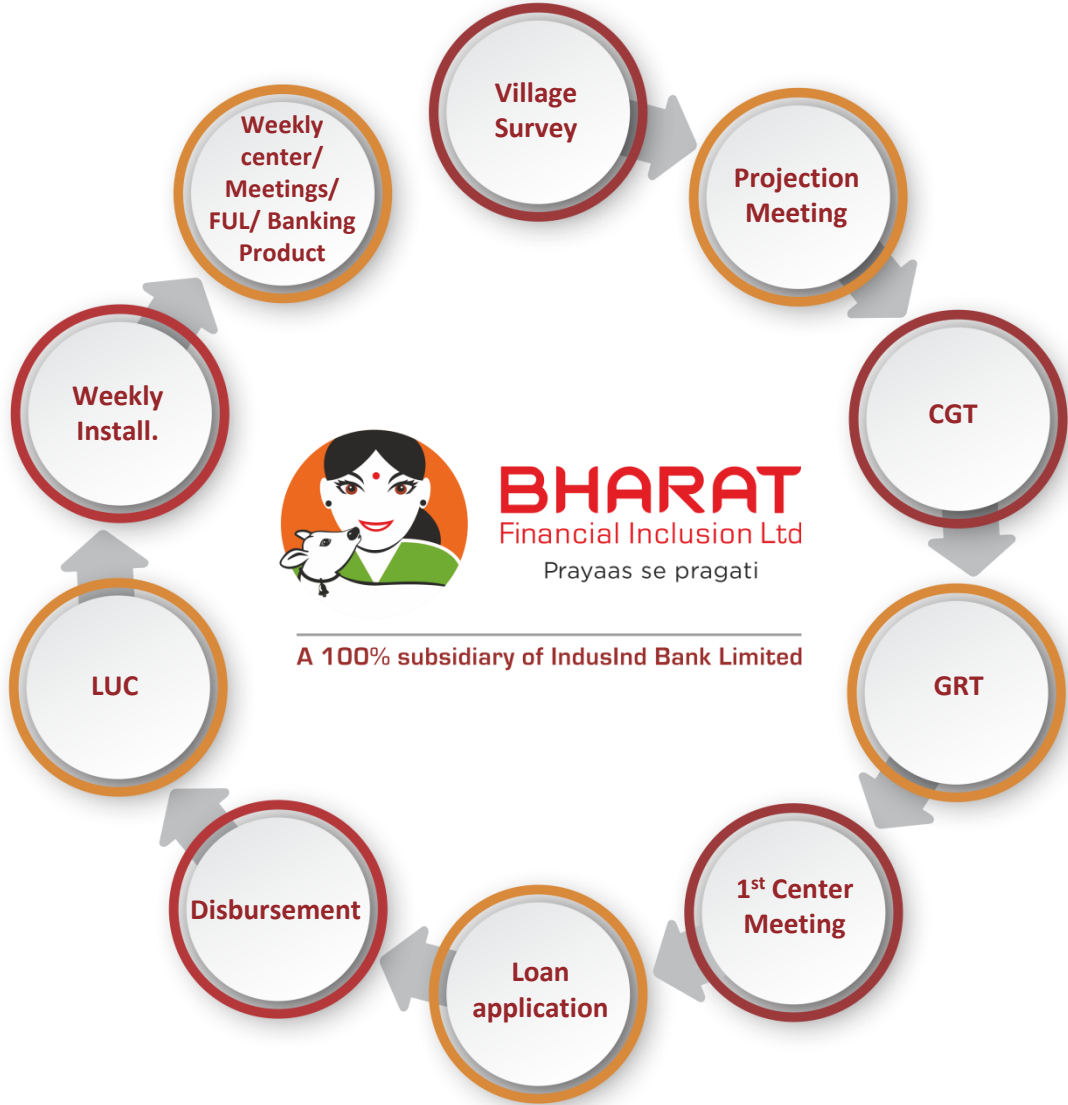 Village
Survey
Projection
Meeting
CGT
GRT
1st Center
Meeting
Loan
application
Disbursement
LUC
Weekly
Install.
Weekly
center/
Meetings/
FUL/ Banking
Product
BHARAT
Financial Inclusion Ltd
Prayaas se pragati
A 100% subsidiary of IndusInd Bank Limited